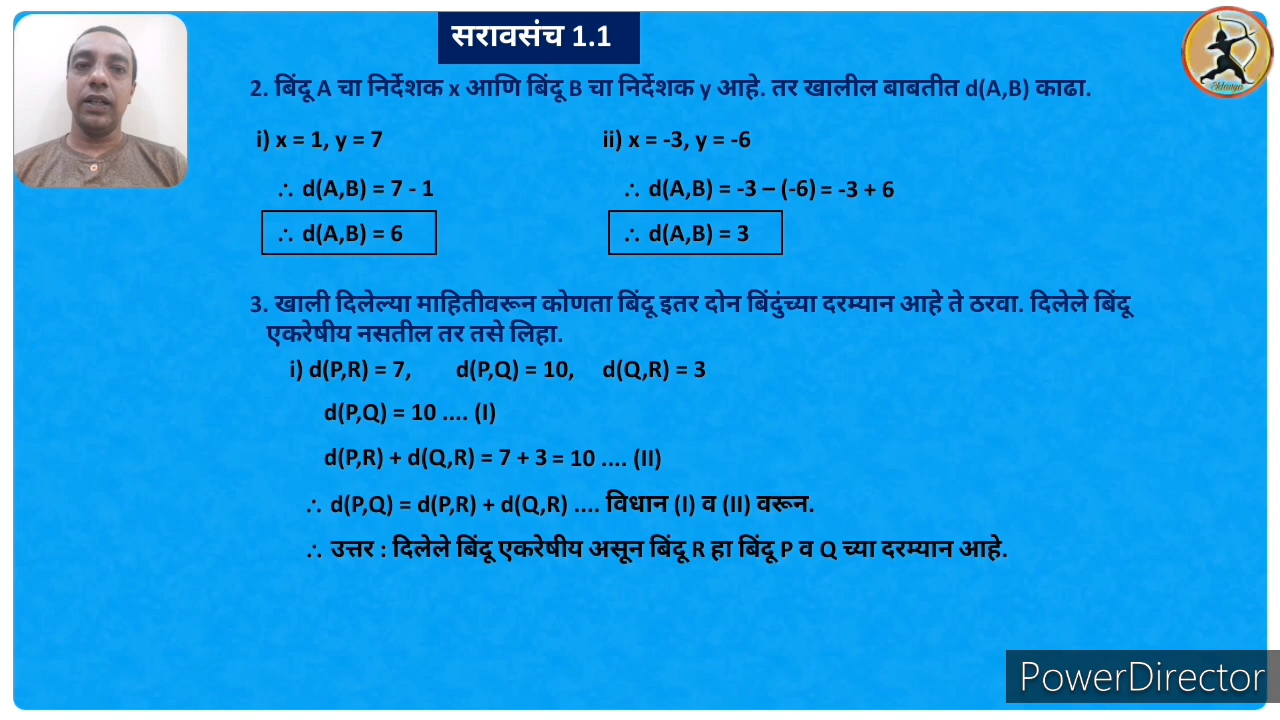 सरावसंच 1.1
2. बिंदू A चा निर्देशक x आणि बिंदू B चा निर्देशक y आहे. तर खालील बाबतीत d(A,B) काढा.
i) x = 1, y = 7
ii) x = -3, y = -6
∴ d(A,B) = 7 - 1
∴ d(A,B) = -3 – (-6) = -3 + 6
∴ d(A,B) = 6
∴ d(A,B) = 3
3. खाली दिलेल्या माहितीवरून कोणता बिंदू इतर दोन बिंदुंच्या दरम्यान आहे ते ठरवा. दिलेले बिंदू
एकरेषीय नसतील तर तसे लिहा.
i) d(P,R) = 7, d(P,Q) = 10, d(Q,R) = 3
d(P,Q) = 10 .... (I)
d(P,R) + d(Q,R) = 7 + 3 = 10 .... (II)
∴ d(P,Q) = d(P,R) + d(Q,R) .... विधान (I) व (II) वरून.
∴ उत्तर : दिलेले बिंदू एकरेषीय असून बिंदू R हा बिंदू P व Q च्या दरम्यान आहे.
PowerDirector